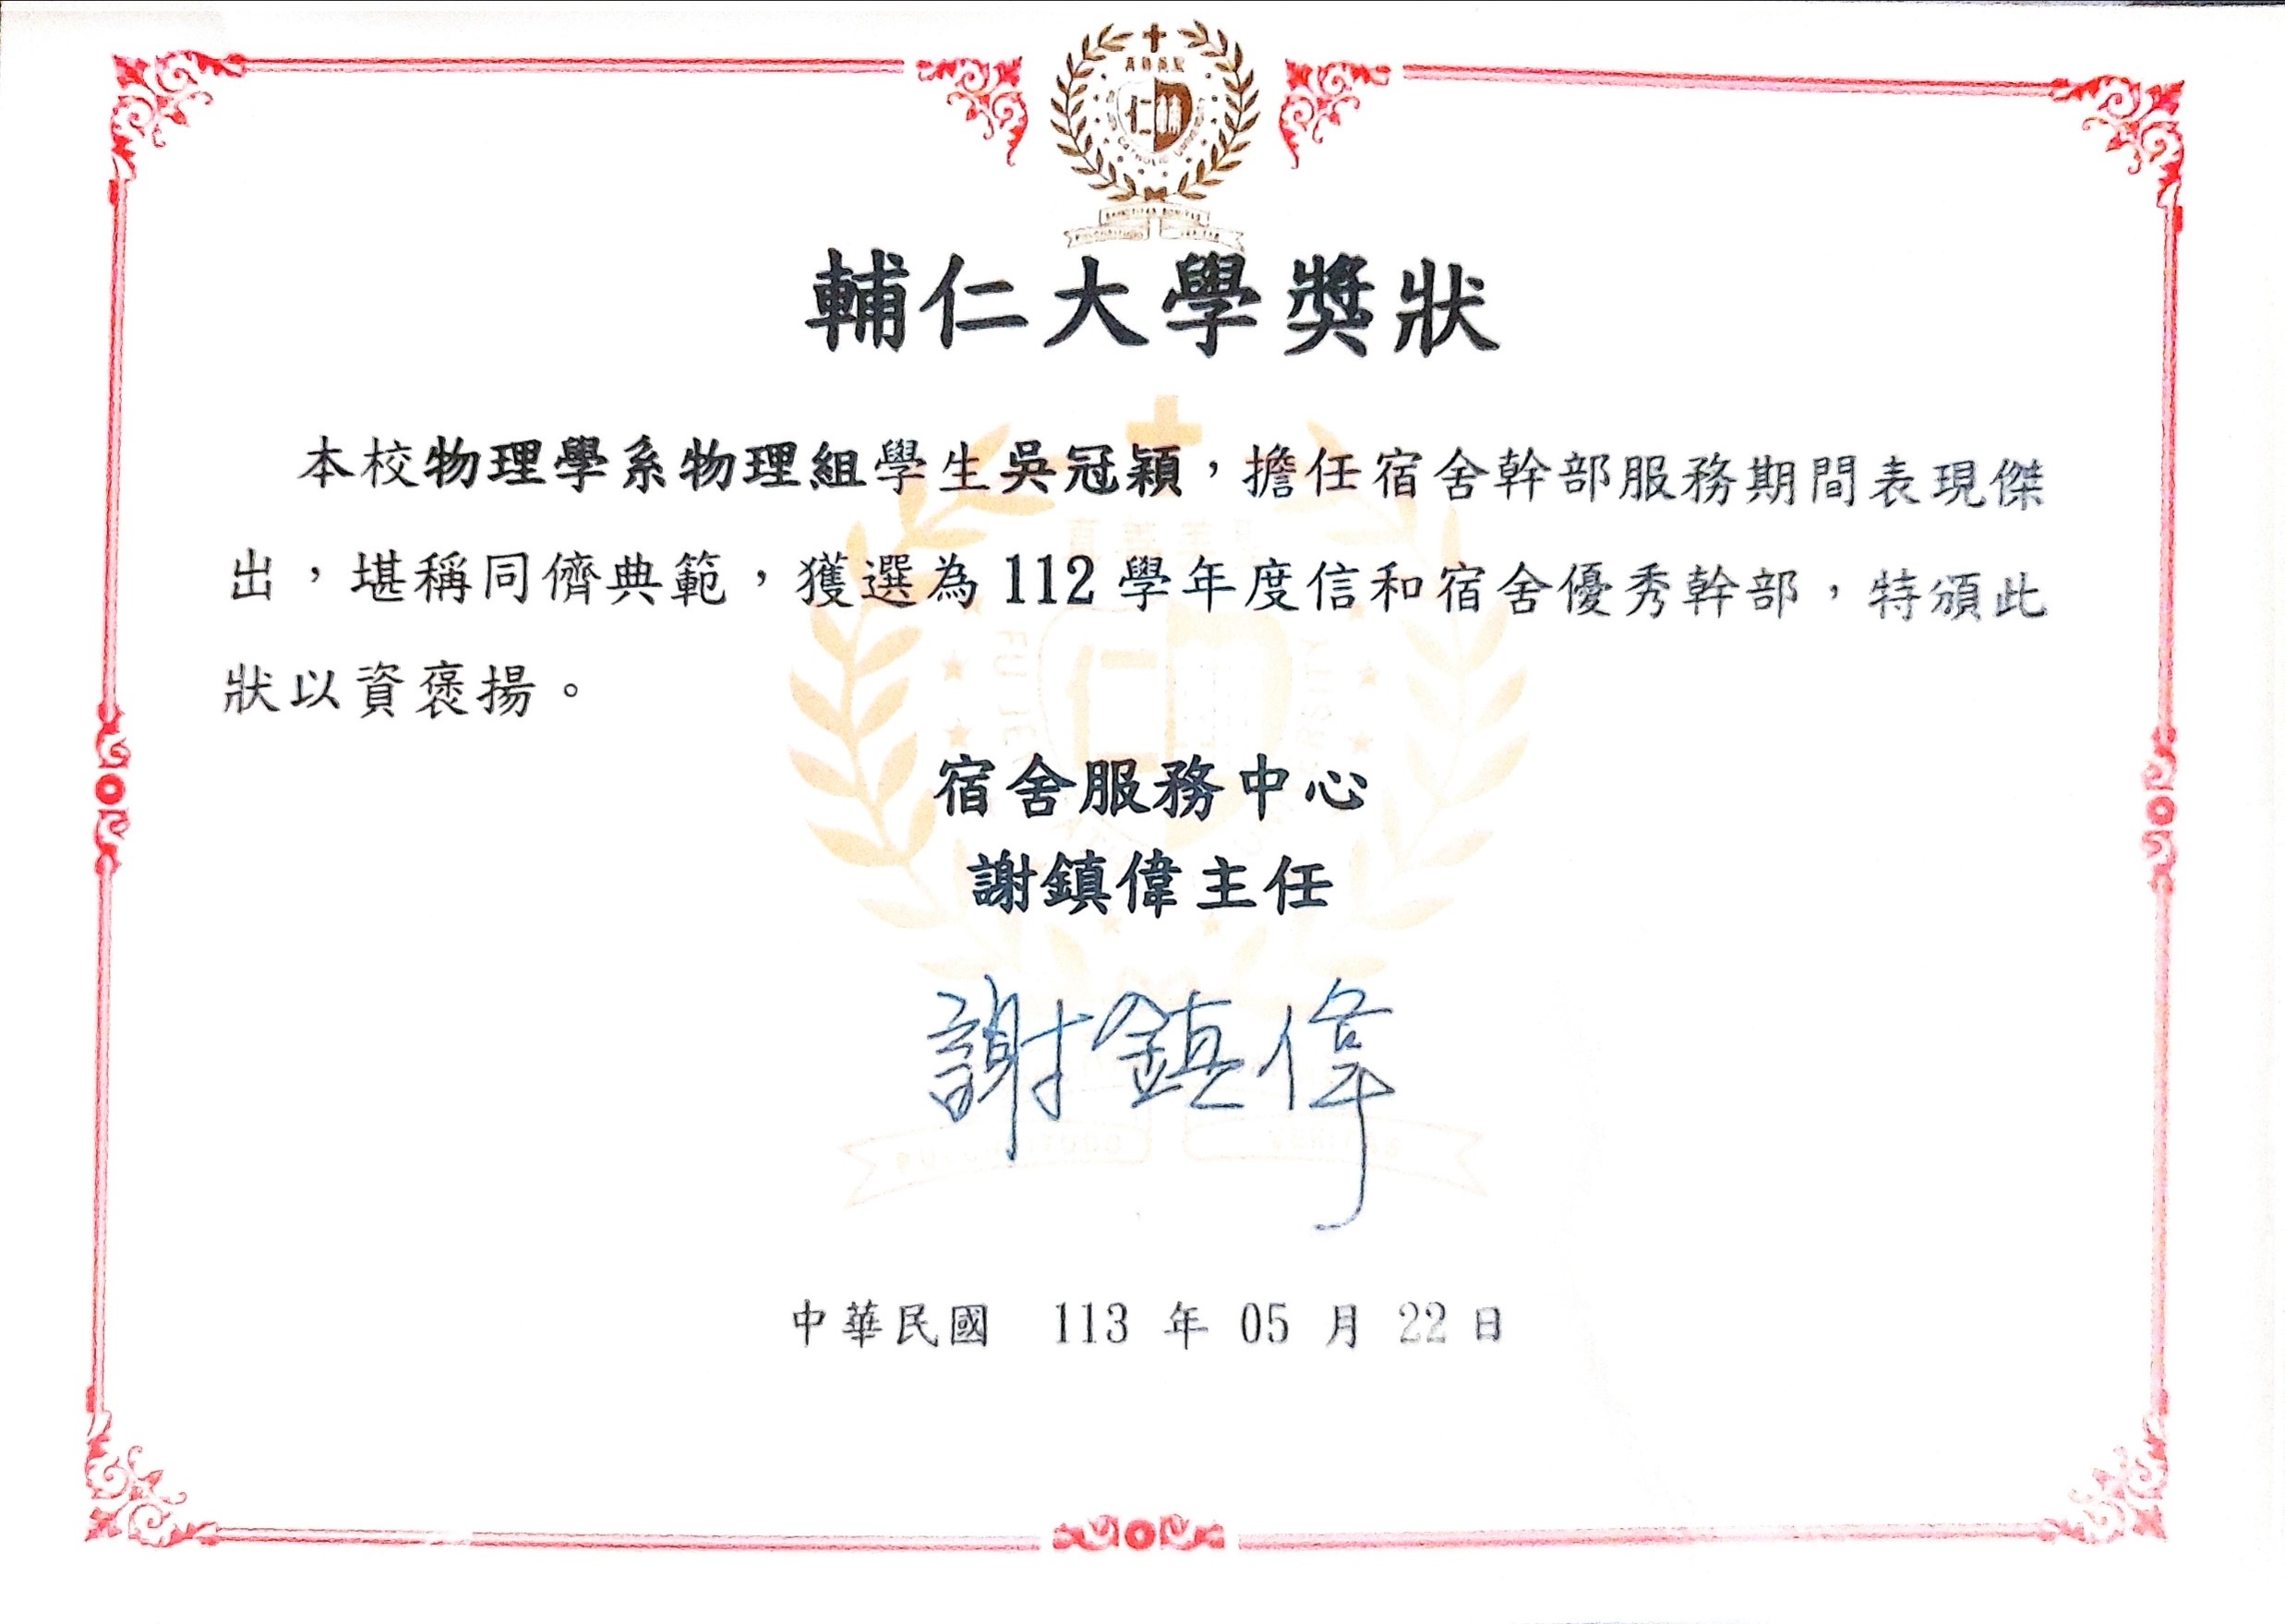 輔仁大學獎狀
本校物理學系物理組學生吳冠穎，擔任宿舍幹部服務期間表現傑
出，堪稱同儕典範，獲選為 112 學年度信和宿舍優秀幹部，特頒此
狀以資褒揚。
宿舍服務中心
謝鎮偉主任
謝鎮偉
中華民國 113 年 05 月 22 日